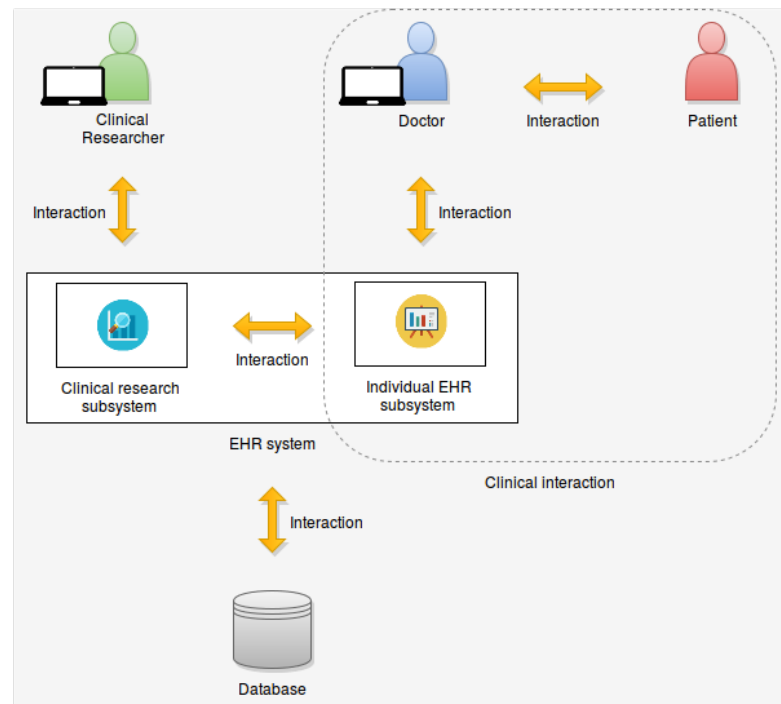 Clinical
Researcher
Doctor
Interaction
Patient
Interaction
Interaction
Interaction
Clinical research
subsystem
Individual EHR
subsystem
EHR system
Clinical interaction
Interaction
Database